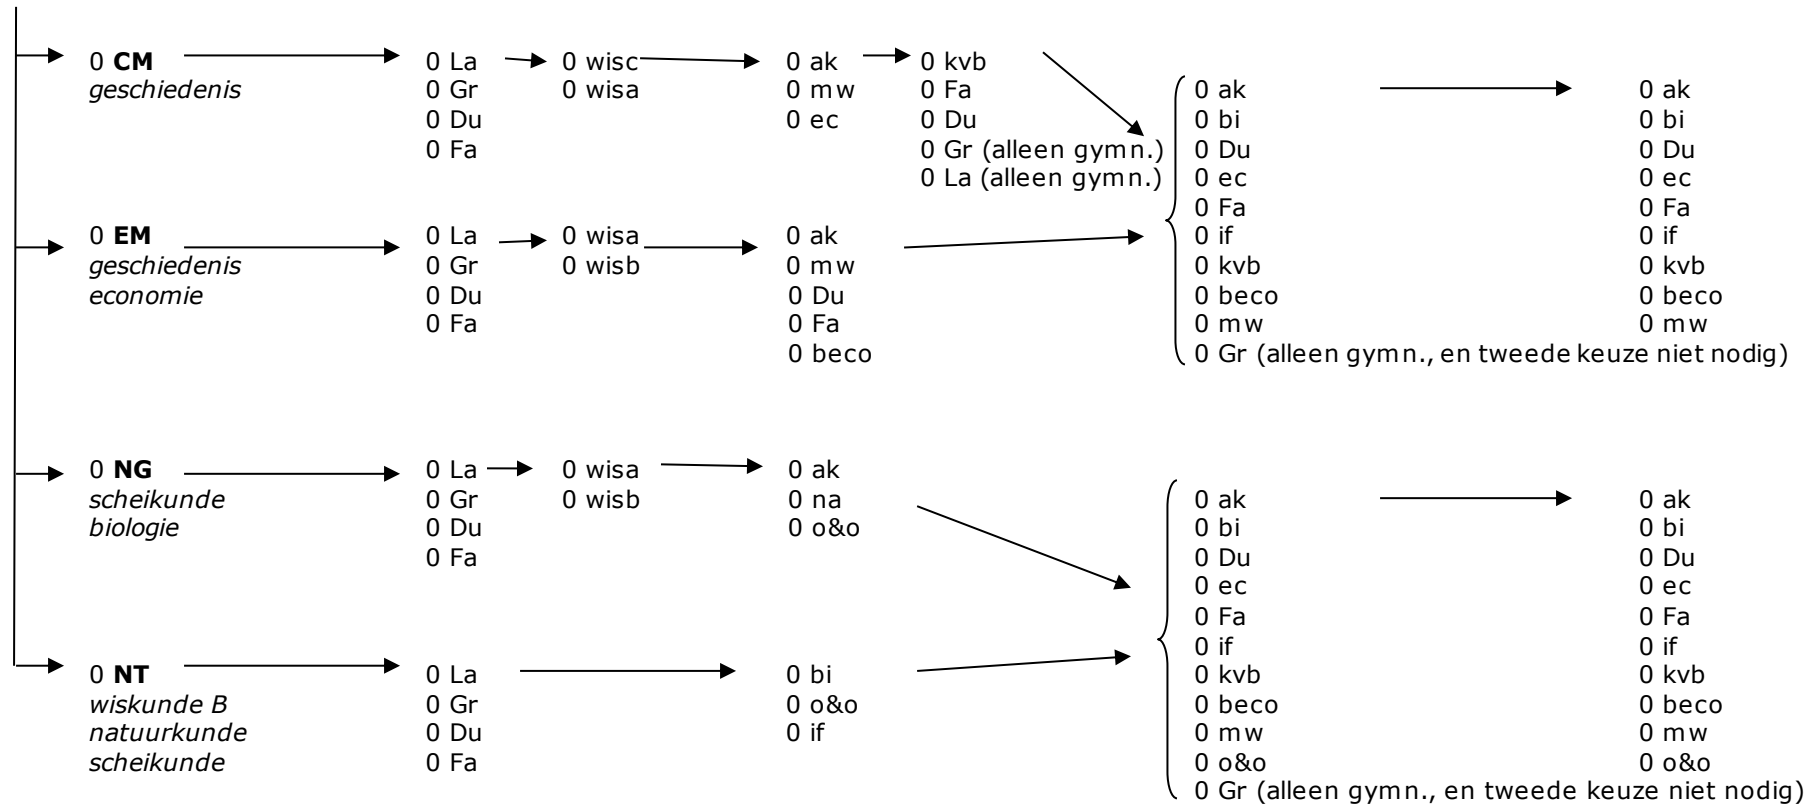 0 CM 0 La 0 wisc 0 ak 0 kvb
geschiedenis 0 Gr 0 wisa 0 mw 0 Fa 0 ak 0 ak
0 Du 0 ec 0 Du 0 bi 0 bi
0 Fa 0 Gr (alleen gymn.) 0 Du 0 Du
0 La (alleen gymn.) 0 ec 0 ec
0 Fa 0 Fa
0 EM 0 La 0 wisa 0 ak 0 if 0 if
geschiedenis 0 Gr 0 wisb 0 mw 0 kvb 0 kvb
economie 0 Du 0 Du 0 beco 0 beco
0 Fa 0 Fa 0 mw 0 mw
0 beco 0 Gr (alleen gymn., en tweede keuze niet nodig)
0 NG 0 La 0 wisa 0 ak
scheikunde 0 Gr 0 wisb 0 na 0 ak 0 ak
biologie 0 Du 0 o&o 0 bi 0 bi
0 Fa 0 Du 0 Du
0 ec 0 ec
0 Fa 0 Fa
0 if 0 if
0 NT 0 La 0 bi 0 kvb 0 kvb
wiskunde B 0 Gr 0 o&o 0 beco 0 beco
natuurkunde 0 Du 0 if 0 mw 0 mw
scheikunde 0 Fa 0 o&o 0 o&o
0 Gr (alleen gymn., en tweede keuze niet nodig)